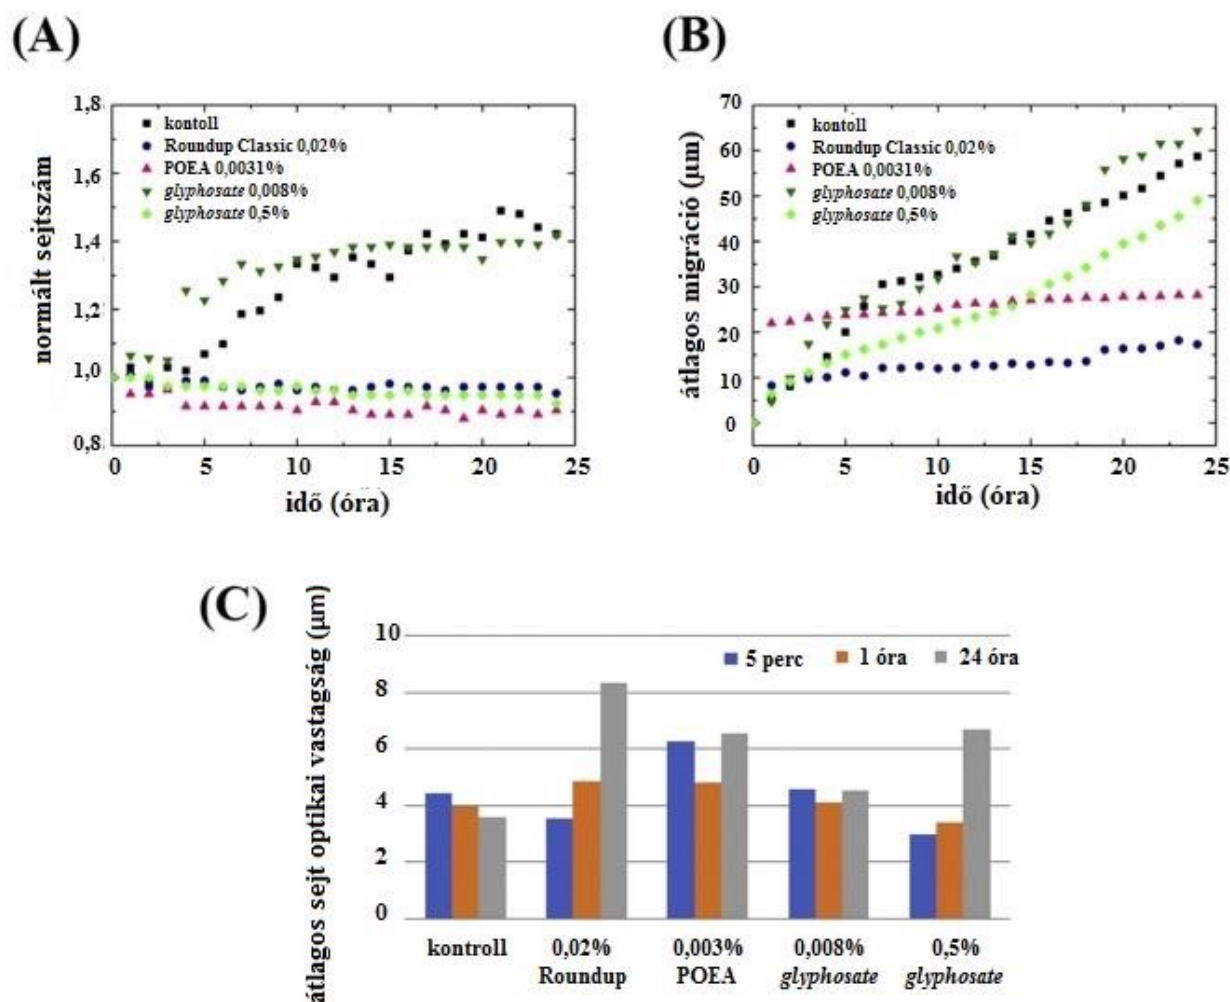 (A)
normált sejtszám
1,8
1,6
1,4
1,2
1,0
0,8
kontoll
Roundup Classic 0,02%
POEA 0,0031%
glyphosate 0,008%
glyphosate 0,5%
0 5 10 15 20 25
idő (óra)
(B)
átlagos migráció (µm)
70
60
50
40
30
20
10
0
kontoll
Roundup Classic 0,02%
POEA 0,0031%
glyphosate 0,008%
glyphosate 0,5%
0 5 10 15 20 25
idő (óra)
(C)
átlagos sejt optikai vastagság (µm)
10
8
6
4
2
0
5 perc 1 óra 24 óra
kontroll
0,02%
Roundup
0,003%
POEA
0,008%
glyphosate
0,5%
glyphosate